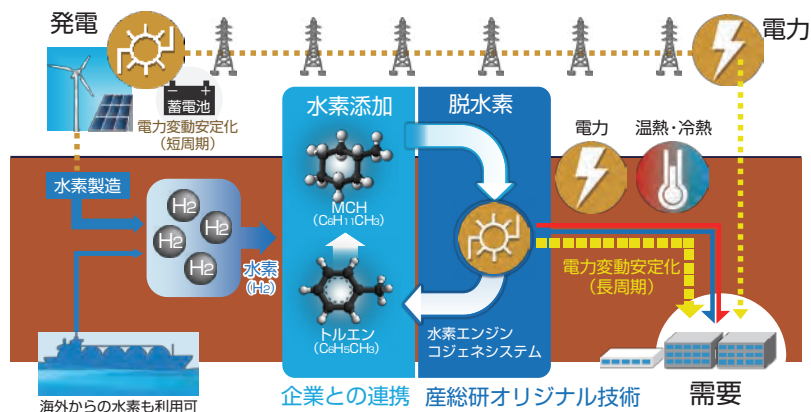 発電
電力
蓄電池
電力変動安定化
(短周期)
水素添加
脱水素
電力
温熱・冷熱
水素製造
H2
H2
H2
H2
水素
(H2)
MCH
(C6H11CH3)
トルエン
(C6H5CH3)
水素エンジン
コジェネシステム
電力変動安定化
(長周期)
海外からの水素も利用可
企業との連携
産総研オリジナル技術
需要